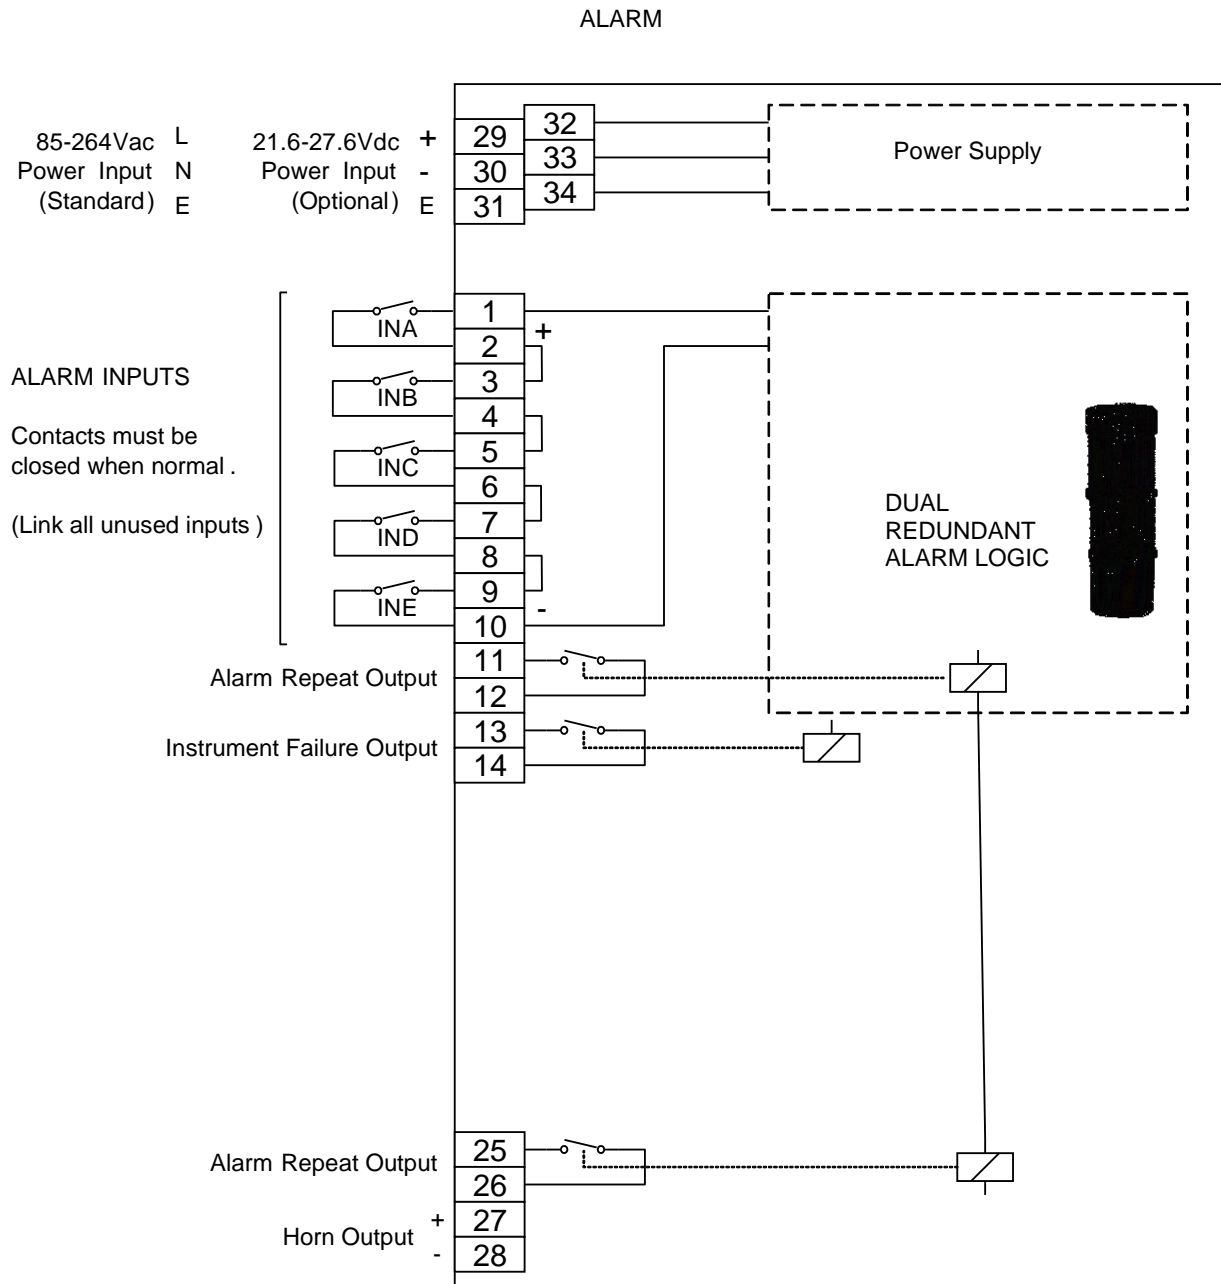 ALARM
85-264Vac L
Power Input N
(Standard) E
21.6-27.6Vdc +
Power Input -
(Optional) E
29
30
31
32
33
34
Power Supply
ALARM INPUTS
Contacts must be
closed when normal .
(Link all unused inputs )
INA
INB
INC
IND
INE
1
2
3
4
5
6
7
8
9
10
+
-
DUAL
REDUNDANT
ALARM LOGIC
Alarm Repeat Output
11
12
Instrument Failure Output
13
14
Alarm Repeat Output
25
26
Horn Output
+
-
27
28